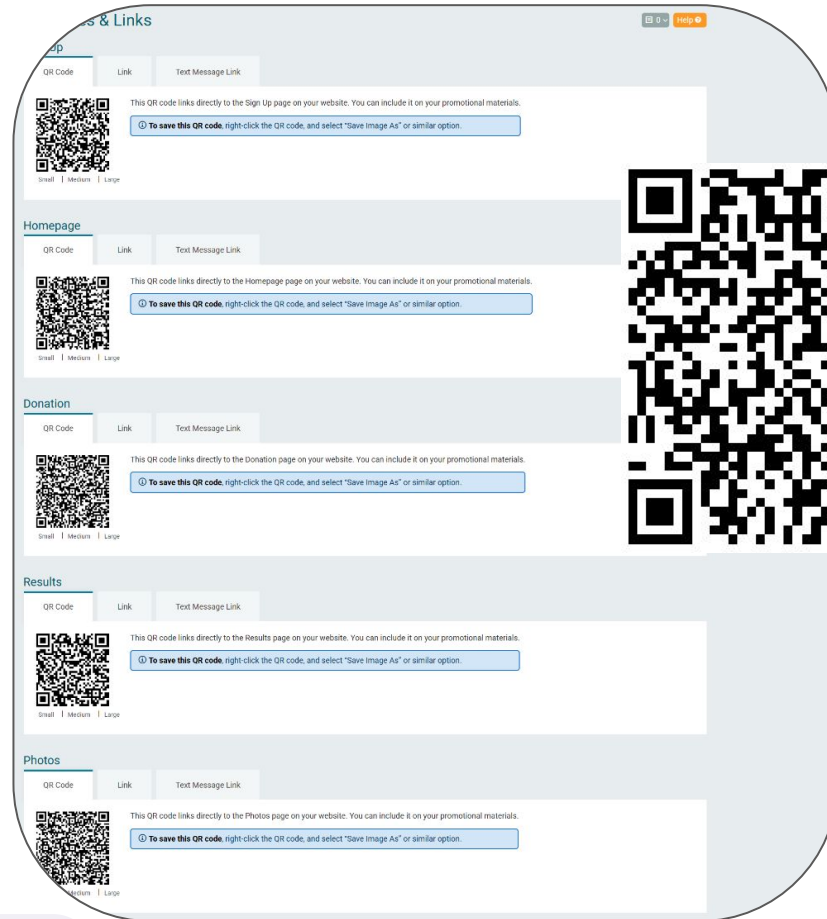 & Links
0
Help
QR Code Link Text Message Link
This QR code links directly to the Sign Up page on your website. You can include it on your promotional materials.
To save this QR code, right-click the QR code, and select "Save Image As" or similar option.
Small | Medium | Large
Homepage
QR Code Link Text Message Link
This QR code links directly to the Homepage page on your website. You can include it on your promotional materials.
To save this QR code, right-click the QR code, and select "Save Image As" or similar option.
Small | Medium | Large
Donation
QR Code Link Text Message Link
This QR code links directly to the Donation page on your website. You can include it on your promotional materials.
To save this QR code, right-click the QR code, and select "Save Image As" or similar option.
Small | Medium | Large
Results
QR Code Link Text Message Link
This QR code links directly to the Results page on your website. You can include it on your promotional materials.
To save this QR code, right-click the QR code, and select "Save Image As" or similar option.
Small | Medium | Large
Photos
QR Code Link Text Message Link
This QR code links directly to the Photos page on your website. You can include it on your promotional materials.
To save this QR code, right-click the QR code, and select "Save Image As" or similar option.
Medium | Large